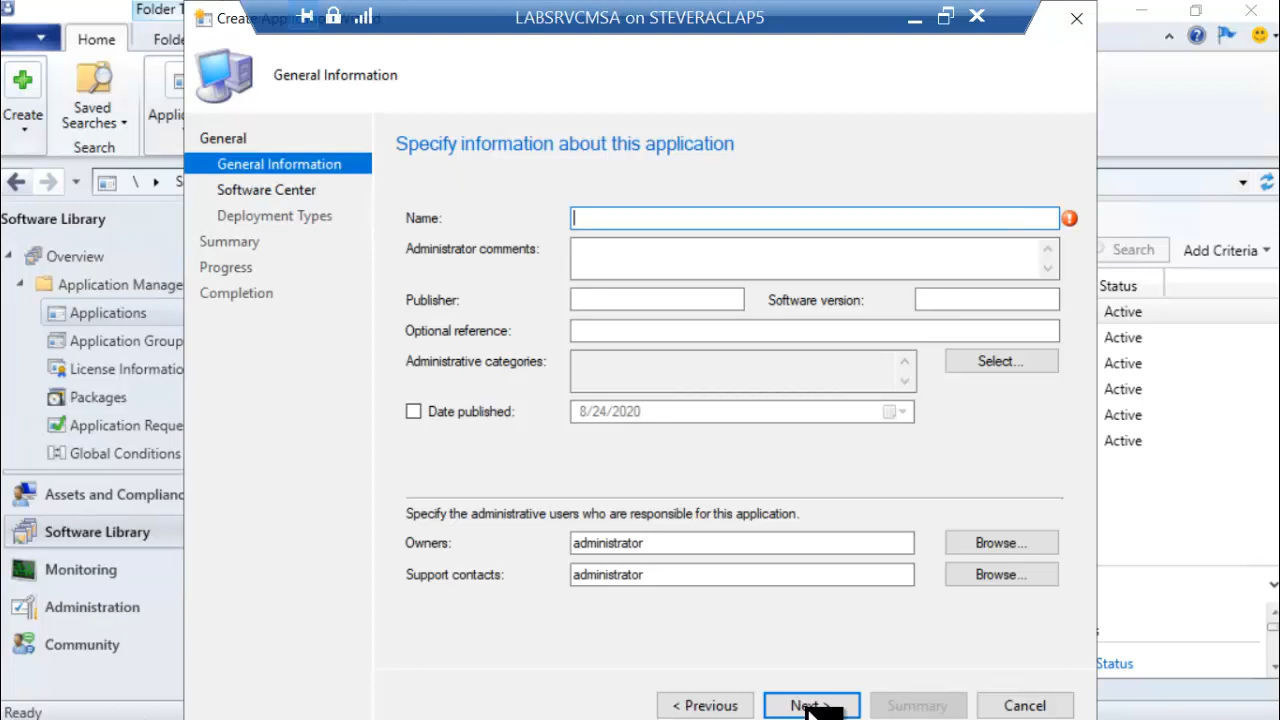 Folder T
LABSRVCMSA on STEVERACLAP5
Home
Folde
General Information
Create
Saved
Searches
Applic
Search
General
General Information
Software Center
Deployment Types
Summary
Progress
Completion
Specify information about this application
Name:
Administrator comments:
Publisher:
Software version:
Optional reference:
Administrative categories:
Select...
Date published:
8/24/2020
Specify the administrative users who are responsible for this application.
Owners:
administrator
Browse...
Support contacts:
administrator
Browse...
< Previous
Next >
Summary
Cancel
\
S
Software Library
Overview
Application Manage
Applications
Application Group
License Informatio
Packages
Application Reque
Global Conditions
Assets and Complianc
Software Library
Monitoring
Administration
Community
Ready
Search
Add Criteria
Status
Active
Active
Active
Active
Active
Active
s
Status